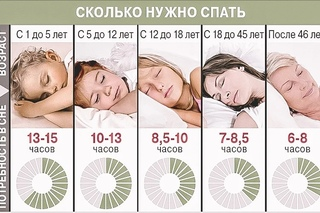 СКОЛЬКО НУЖНО СПАТЬ
ВОЗРАСТ
С 1 до 5 лет
С 5 до 12 лет
С 12 до 18 лет
С 18 до 45 лет
После 46 лет
ПОТРЕБНОСТЬ В СНЕ
13-15
часов
10-13
часов
8,5-10
часов
7-8,5
часов
6-8
часов